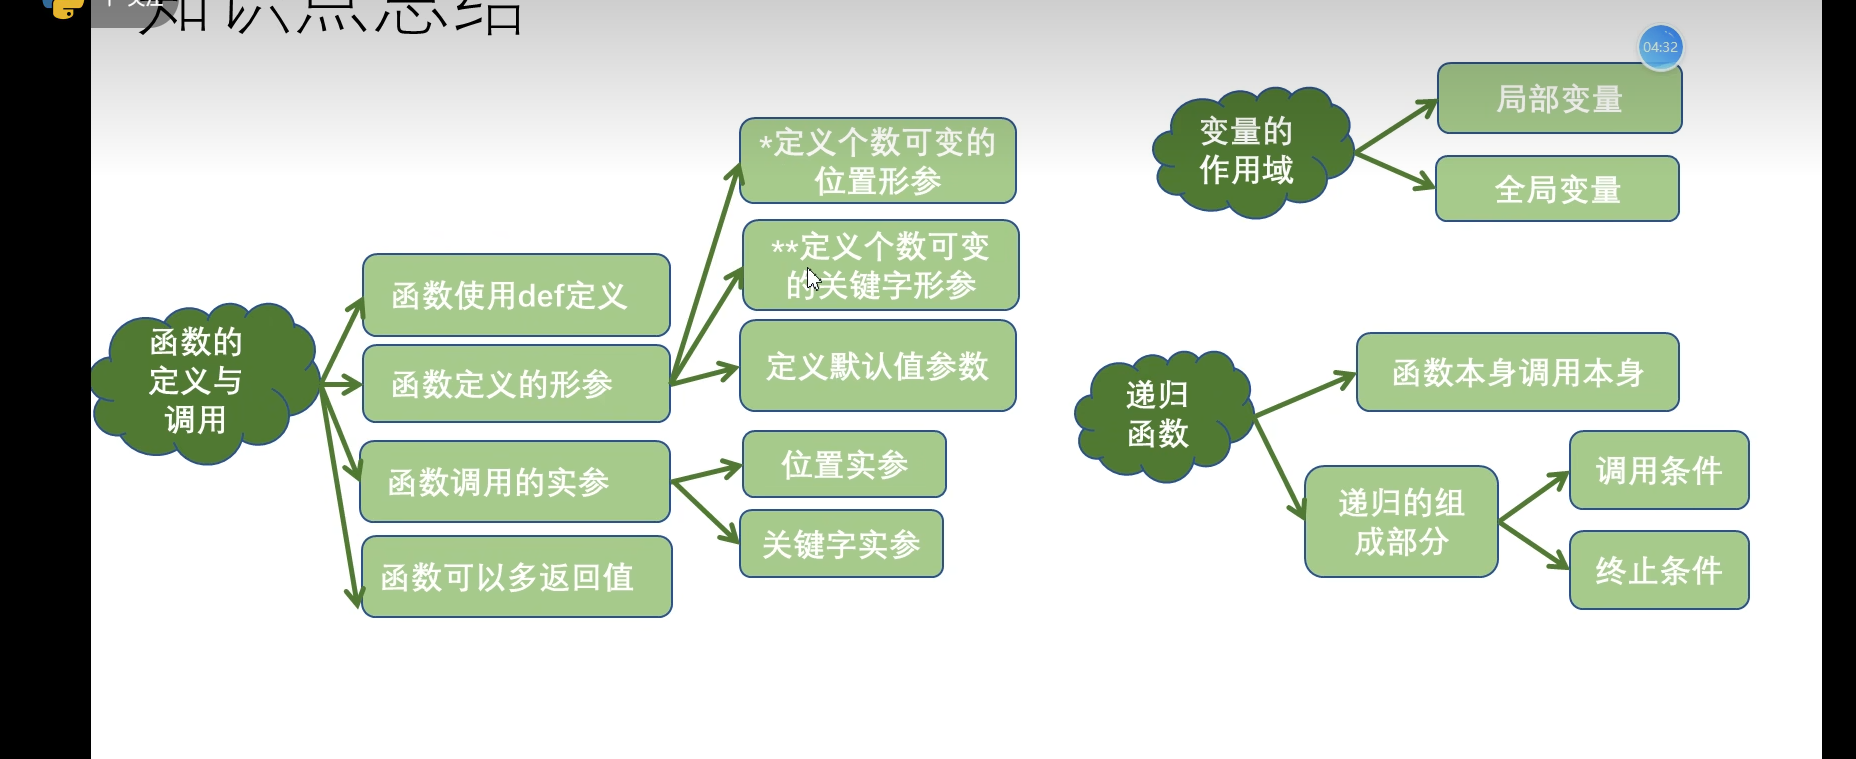 知识点总结
关注
04:32
函数的
定义与
调用
函数使用def定义
函数定义的形参
函数调用的实参
函数可以多返回值
*定义个数可变的
位置形参
**定义个数可变
的关键字形参
定义默认值参数
位置实参
关键字实参
变量的
作用域
局部变量
全局变量
递归
函数
函数本身调用本身
递归的组
成部分
调用条件
终止条件